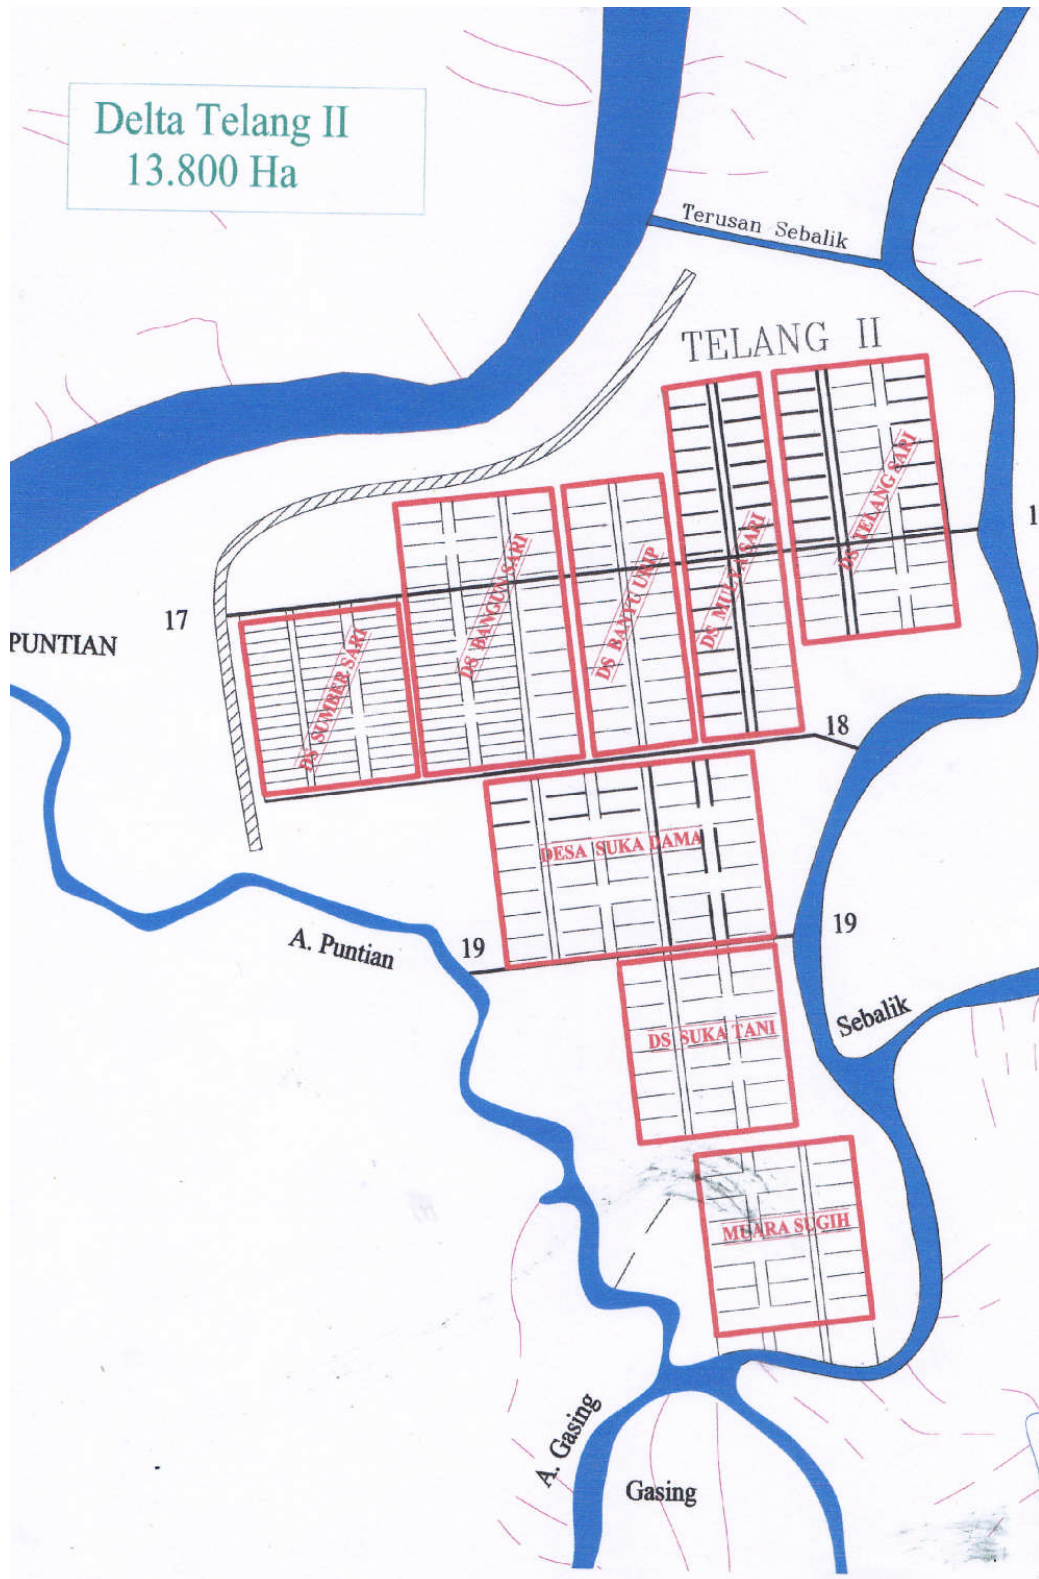 Delta Telang II
13.800 Ha
Terusan Sebalik
TELANG II
DS TELANG SARI
DS MULYA SARI
DS BANYU URIP
DS BANGUN SARI
DS SUMBER SARI
1
17
PUNTIAN
18
DESA SUKA DAMA
A. Puntian
19
19
Sebalik
DS SUKA TANI
MUARA SUGIH
A. Gasing
Gasing